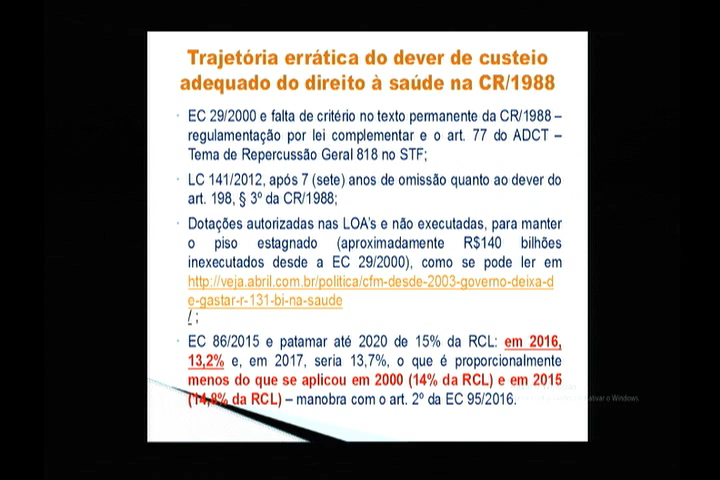 Trajetória errática do dever de custeio
adequado do direito à saúde na CR/1988
EC 29/2000 e falta de critério no texto permanente da CR/1988 –
regulamentação por lei complementar e o art. 77 do ADCT –
Tema de Repercussão Geral 818 no STF;
LC 141/2012, após 7 (sete) anos de omissão quanto ao dever do
art. 198, § 3º da CR/1988;
Dotações autorizadas nas LOA's e não executadas, para manter
o piso estagnado (aproximadamente R$140 bilhões
inexecutados desde a EC 29/2000), como se pode ler em
http://veja.abril.com.br/politica/cfm-desde-2003-governo-deixa-d
e-gastar-r-131-bi-na-saude
/ ;
EC 86/2015 e patamar até 2020 de 15% da RCL: em 2016,
13,2% e, em 2017, seria 13,7%, o que é proporcionalmente
menos do que se aplicou em 2000 (14% da RCL) e em 2015
(14,8% da RCL) – manobra com o art. 2º da EC 95/2016.
ativar o Windows.